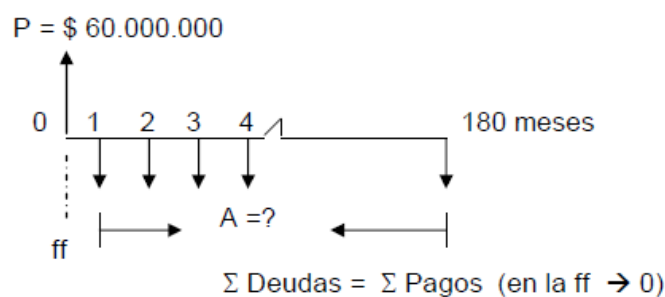 P = $ 60.000.000
0 1 2 3 4 180 meses
A =?
ff
Σ Deudas = Σ Pagos (en la ff → 0)